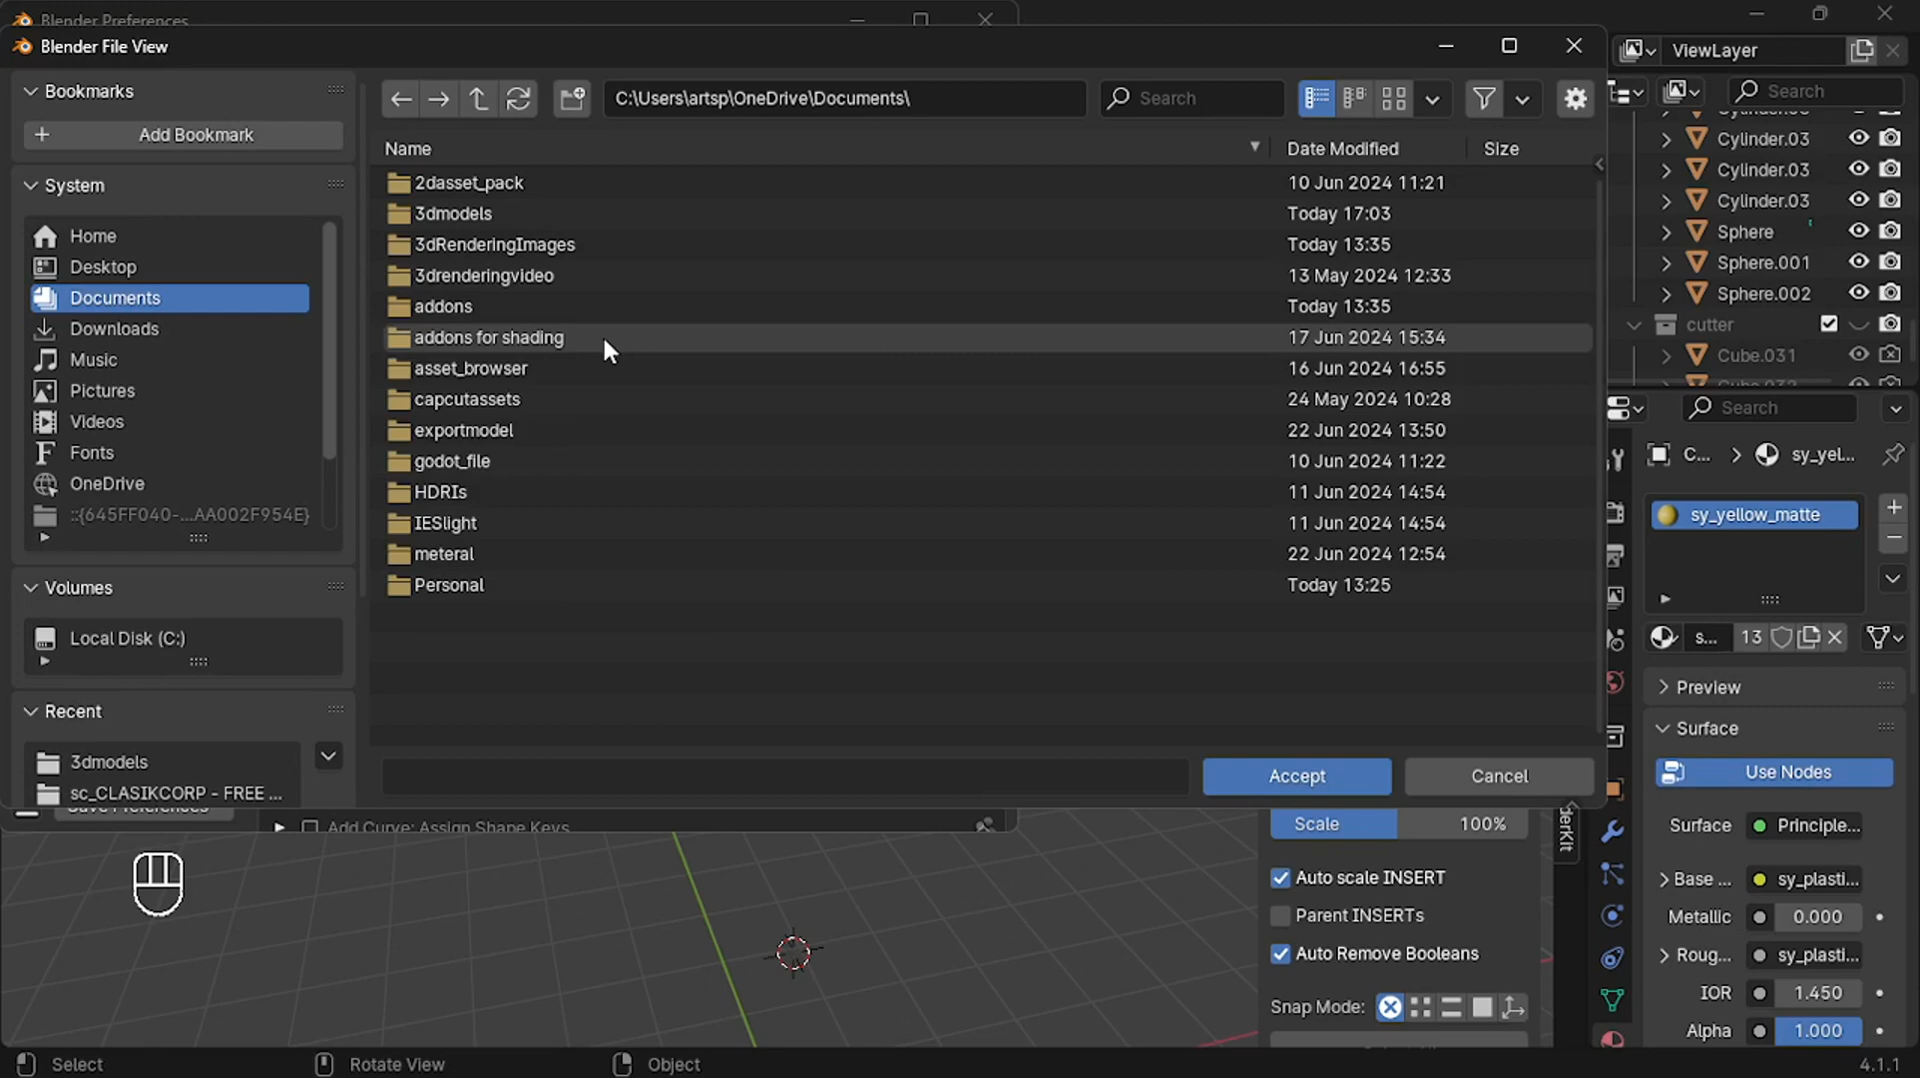 Blender Preferences
Blender File View
ViewLayer
Bookmarks
C:\Users\artsp\OneDrive\Documents\
Search
Search
Add Bookmark
Name
Date Modified
Size
Cylinder.03
System
2dasset_pack
10 Jun 2024 11:21
Cylinder.03
3dmodels
Today 17:03
Cylinder.03
Home
3dRenderingImages
Today 13:35
Sphere
Desktop
3drenderingvideo
13 May 2024 12:33
Sphere.001
Documents
addons
Today 13:35
Sphere.002
Downloads
addons for shading
17 Jun 2024 15:34
cutter
Music
asset_browser
16 Jun 2024 16:55
Cube.031
Pictures
capcutassets
24 May 2024 10:28
Search
Videos
exportmodel
22 Jun 2024 13:50
Fonts
godot_file
10 Jun 2024 11:22
C... sy_yel...
OneDrive
HDRIs
11 Jun 2024 14:54
::{645FF040-...AA002F954E}
IESlight
11 Jun 2024 14:54
sy_yellow_matte
meteral
22 Jun 2024 12:54
Volumes
Personal
Today 13:25
Local Disk (C:)
s... 13
Preview
Recent
Surface
3dmodels
Accept
Cancel
Use Nodes
sc_CLASIKCORP - FREE ...
Save Preferences
Add Curve: Assign Shape Keys
Scale 100%
Surface Principle...
Auto scale INSERT
Base ... sy_plasti...
Parent INSERTs
Metallic 0.000
Auto Remove Booleans
Roug... sy_plasti...
Snap Mode:
IOR 1.450
Alpha 1.000
Select
Rotate View
Object
4.1.1